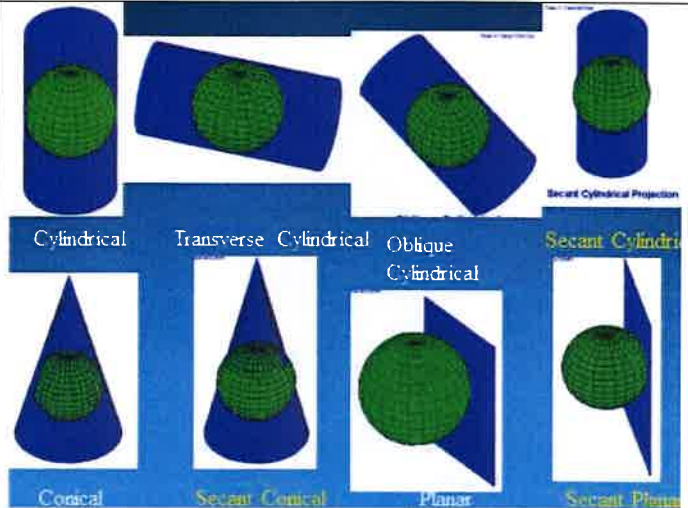 Secant Cylindrical Projection
Cylindrical
Transverse Cylindrical
Oblique
Cylindrical
Secant Cylindri
Conical
Secant Conical
Planar
Secant Planar